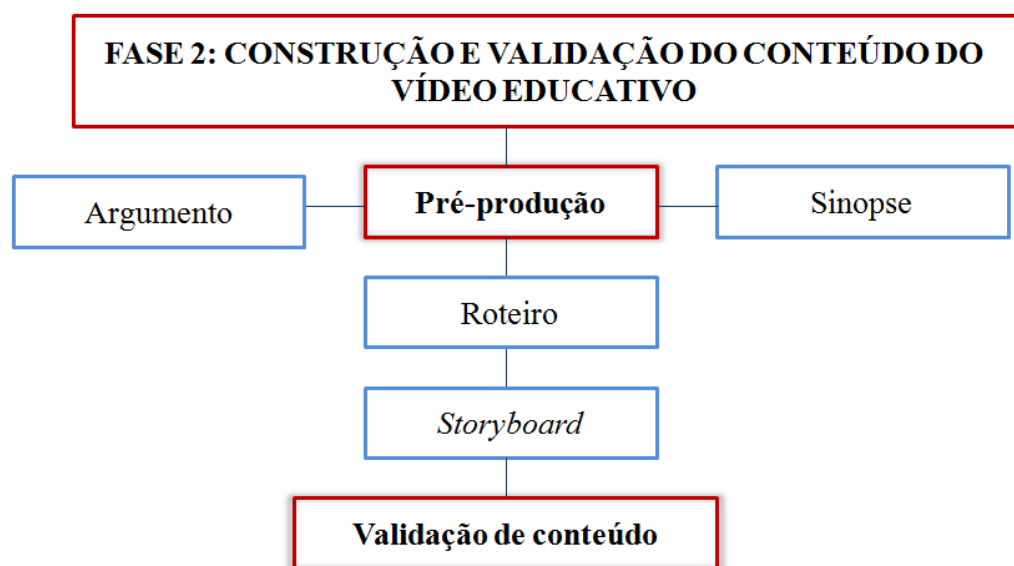 FASE 2: CONSTRUÇÃO E VALIDAÇÃO DO CONTEÚDO DO
VÍDEO EDUCATIVO
Argumento
Pré-produção
Sinopse
Roteiro
Storyboard
Validação de conteúdo